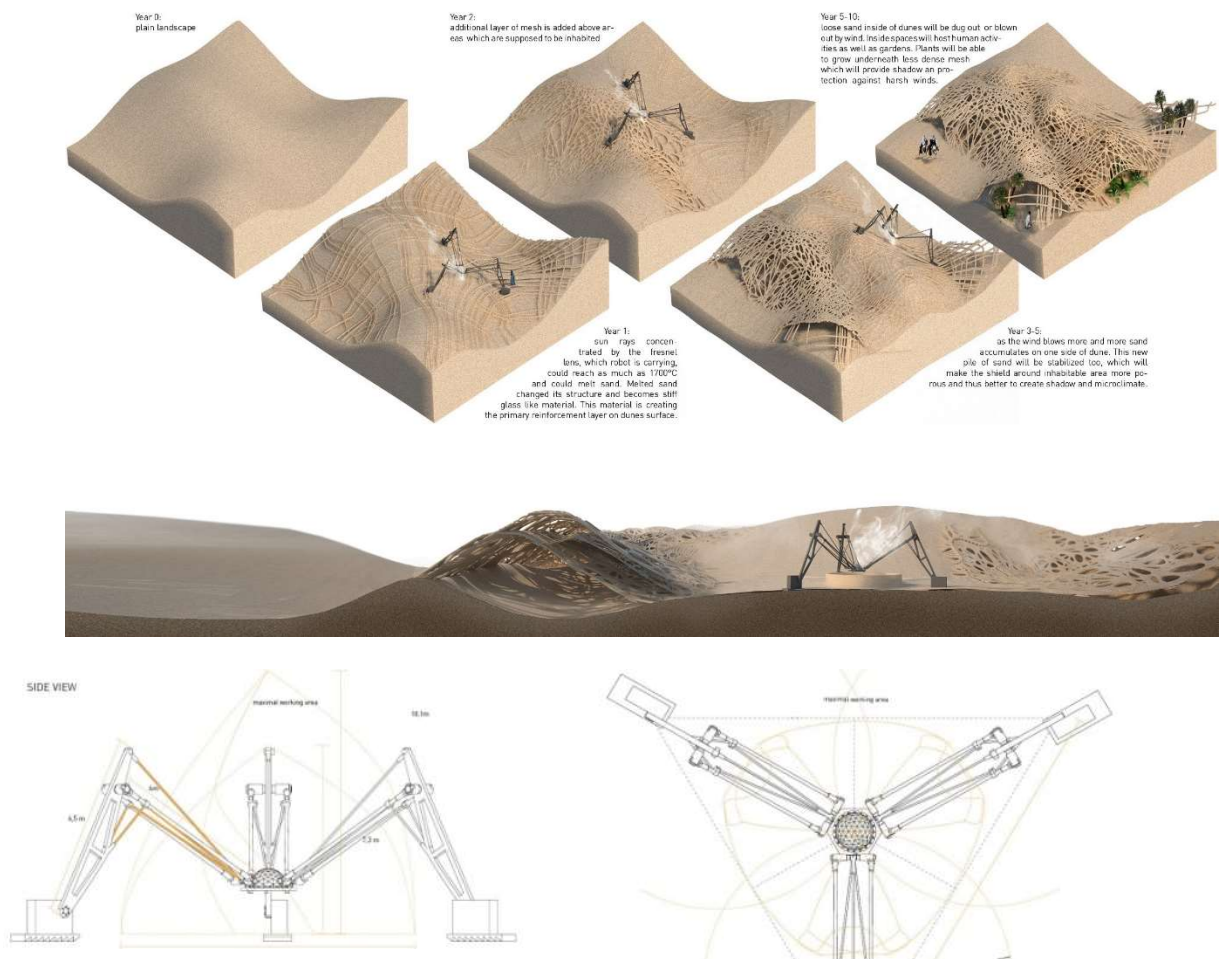 Year 0:
plain landscape
Year 2:
additional layer of mesh is added above ar-
eas which are supposed to be inhabited
Year 5-10:
loose sand inside of dunes will be dug out or blown
out by wind. Inside spaces will host human activ-
ities as well as gardens. Plants will be able
to grow underneath less dense mesh
which will provide shadow an pro-
tection against harsh winds.
Year 1:
sun rays concen-
trated by the fresnel
lens, which robot is carrying,
could reach as much as 1700°C
and could melt sand. Melted sand
changed its structure and becomes stiff
glass like material. This material is creating
the primary reinforcement layer on dunes surface.
Year 3-5:
as the wind blows more and more sand
accumulates on one side of dune. This new
pile of sand will be stabilized too, which will
make the shield around inhabitable area more po-
rous and thus better to create shadow and microclimate.
SIDE VIEW
maximal working area
10,1m
6,5 m
maximal working area